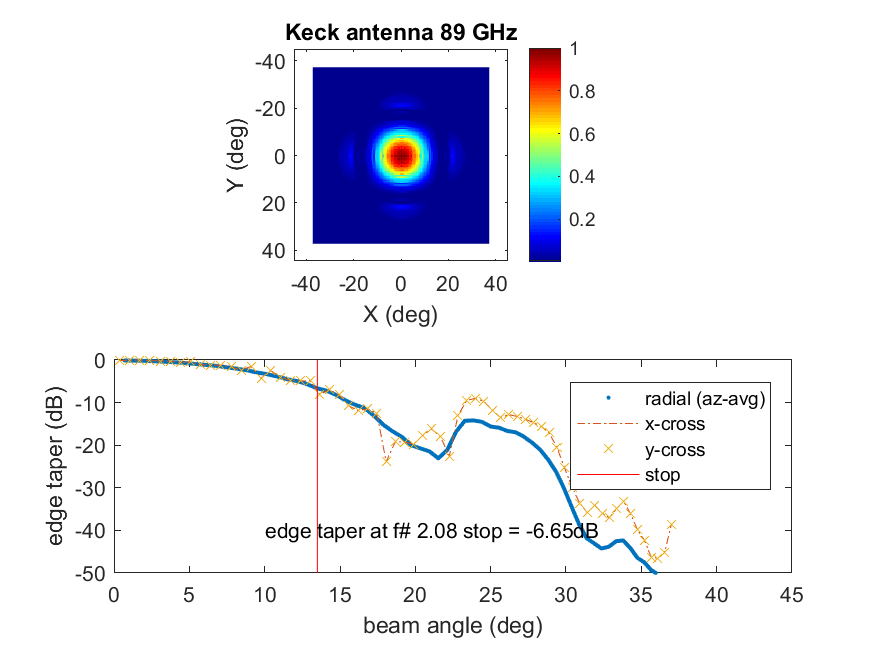 Keck antenna 89 GHz
-40
-20
0
20
40
Y (deg)
-40 -20 0 20 40
X (deg)
1
0.8
0.6
0.4
0.2
0
-10
-20
-30
-40
-50
edge taper (dB)
radial (az-avg)
x-cross
y-cross
stop
edge taper at f# 2.08 stop = -6.65dB
0 5 10 15 20 25 30 35 40 45
beam angle (deg)